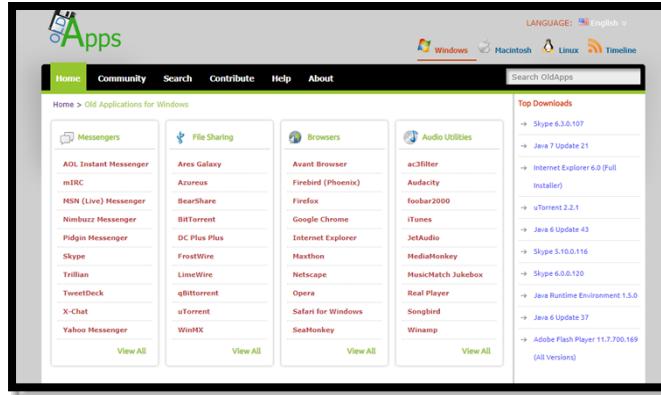 OLD Apps
LANGUAGE: English
Windows Macintosh Linux Timeline
Home Community Search Contribute Help About
Search OldApps
Home > Old Applications for Windows
Messengers
AOL Instant Messenger
mIRC
MSN (Live) Messenger
Nimbuzz Messenger
Pidgin Messenger
Skype
Trillian
TweetDeck
X-Chat
Yahoo Messenger
View All
File Sharing
Ares Galaxy
Azureus
BearShare
BitTorrent
DC Plus Plus
FrostWire
LimeWire
qBittorrent
uTorrent
WinMX
View All
Browsers
Avant Browser
Firebird (Phoenix)
Firefox
Google Chrome
Internet Explorer
Maxthon
Netscape
Opera
Safari for Windows
SeaMonkey
View All
Audio Utilities
ac3filter
Audacity
foobar2000
iTunes
JetAudio
MediaMonkey
MusicMatch Jukebox
Real Player
Songbird
Winamp
View All
Top Downloads
Skype 6.3.0.107
Java 7 Update 21
Internet Explorer 6.0 (Full
Installer)
uTorrent 2.2.1
Java 6 Update 43
Skype 5.10.0.116
Skype 6.0.0.120
Java Runtime Environment 1.5.0
Java 6 Update 37
Adobe Flash Player 11.7.700.169
(All Versions)